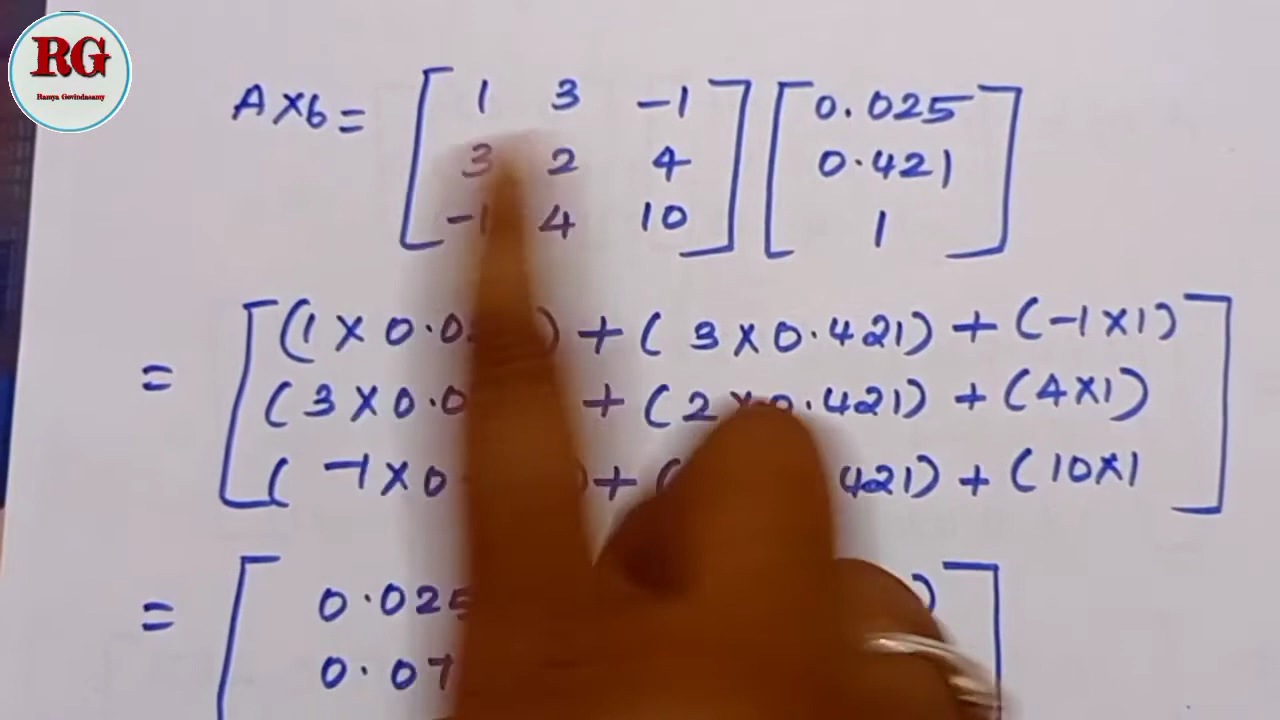 RG
Ramya Govindasamy
AX6 = [ 1 3 -1 ] [ 0.025 ]
[ 3 2 4 ] [ 0.421 ]
[ -1 4 10 ] [ 1 ]
= [ (1 × 0.0 ) + ( 3 × 0.421) + (-1×1) ]
(3 × 0.0 + (2 × 0.421) + (4×1)
( -1 × 0 ) + ( 421) + (10×1
= [ 0.025 ) ]
0.07